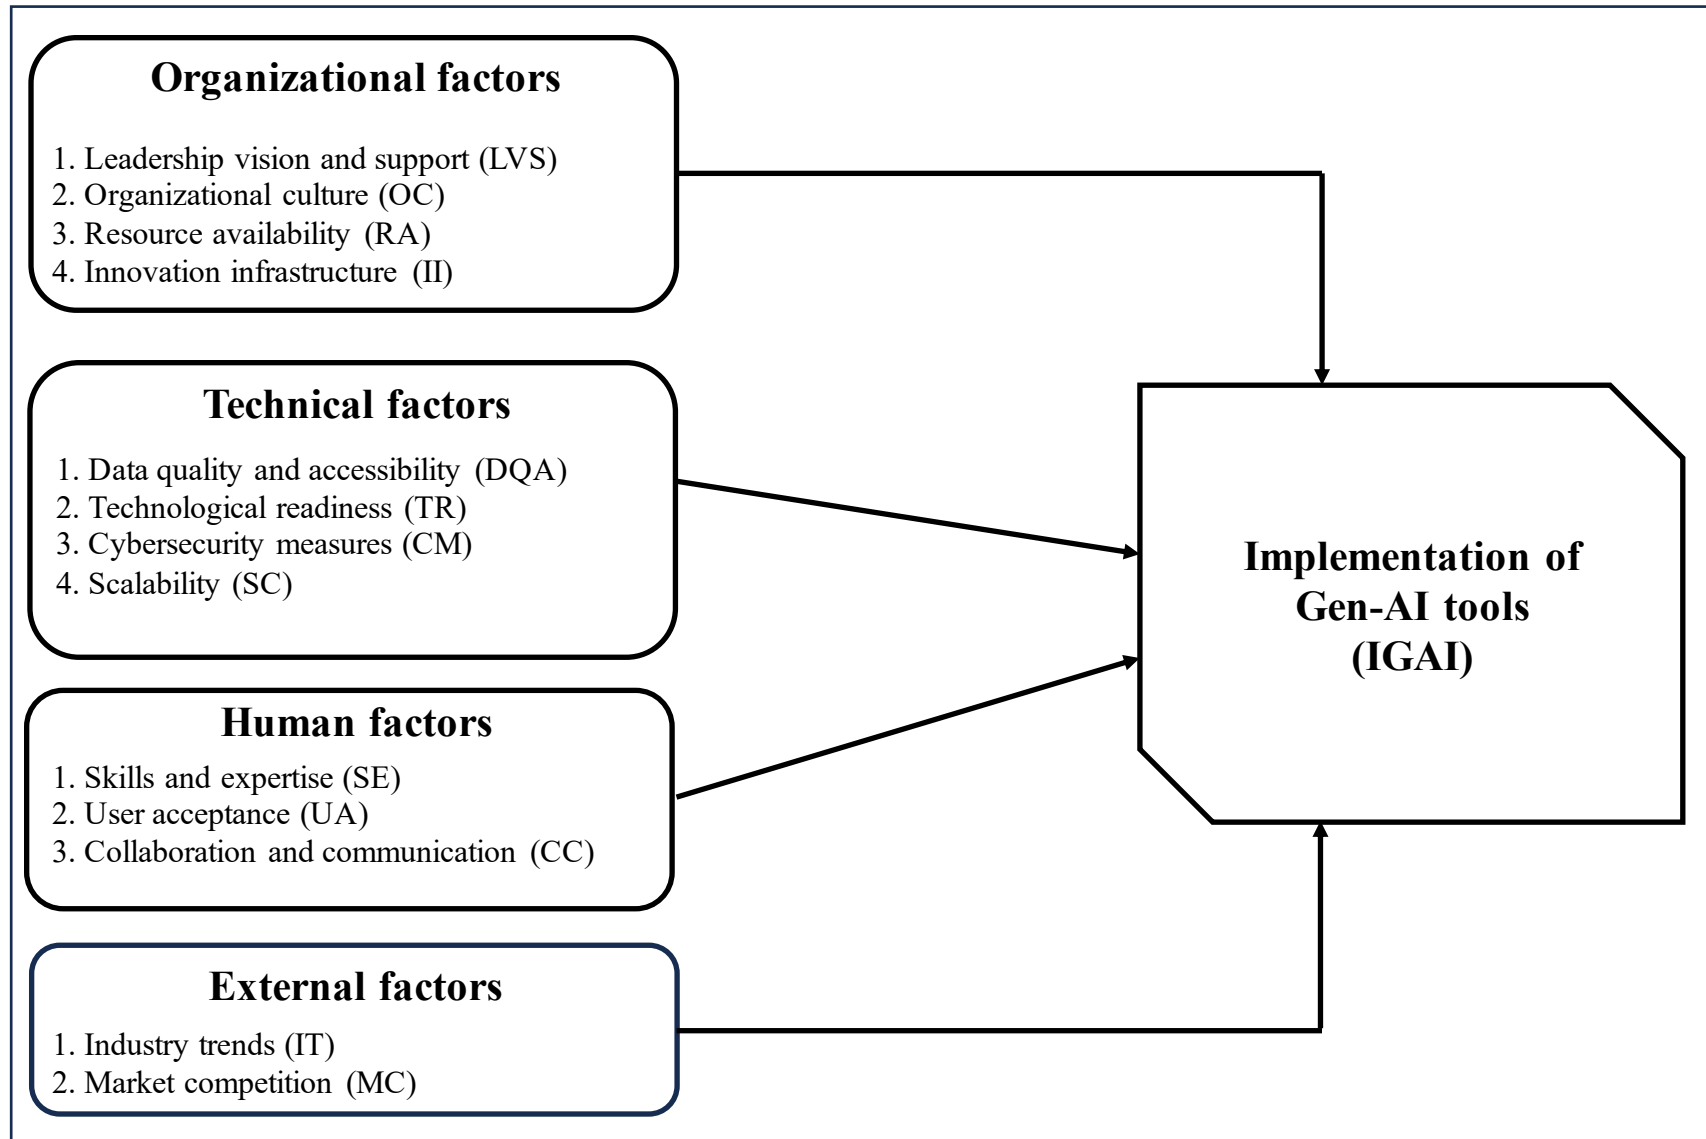 Organizational factors
1. Leadership vision and support (LVS)
2. Organizational culture (OC)
3. Resource availability (RA)
4. Innovation infrastructure (II)
Technical factors
1. Data quality and accessibility (DQA)
2. Technological readiness (TR)
3. Cybersecurity measures (CM)
4. Scalability (SC)
Human factors
1. Skills and expertise (SE)
2. User acceptance (UA)
3. Collaboration and communication (CC)
External factors
1. Industry trends (IT)
2. Market competition (MC)
Implementation of
Gen-AI tools
(IGAI)